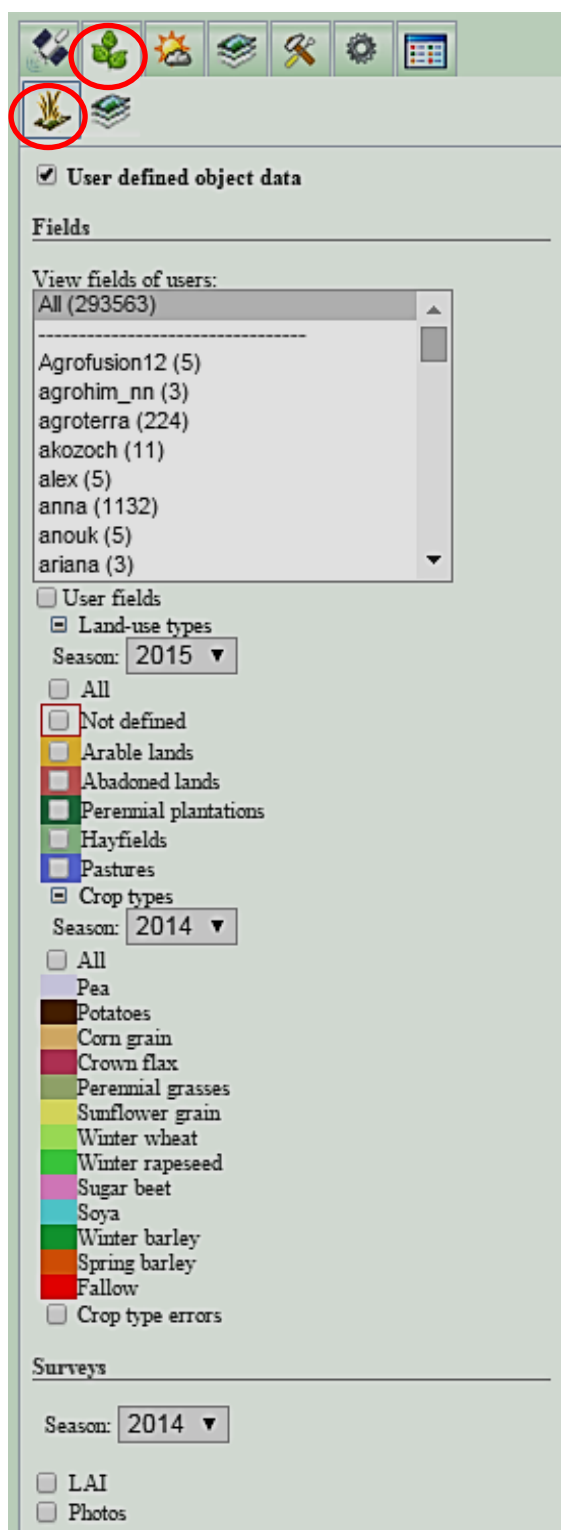 User defined object data
Fields
View fields of users:
All (293563)
--------------------------------
Agrofusion12 (5)
agrohim_nn (3)
agroterra (224)
akozoch (11)
alex (5)
anna (1132)
anouk (5)
ariana (3)
User fields
Land-use types
Season: 2015
All
Not defined
Arable lands
Abadoned lands
Perennial plantations
Hayfields
Pastures
Crop types
Season: 2014
All
Pea
Potatoes
Corn grain
Crown flax
Perennial grasses
Sunflower grain
Winter wheat
Winter rapeseed
Sugar beet
Soya
Winter barley
Spring barley
Fallow
Crop type errors
Surveys
Season: 2014
LAI
Photos